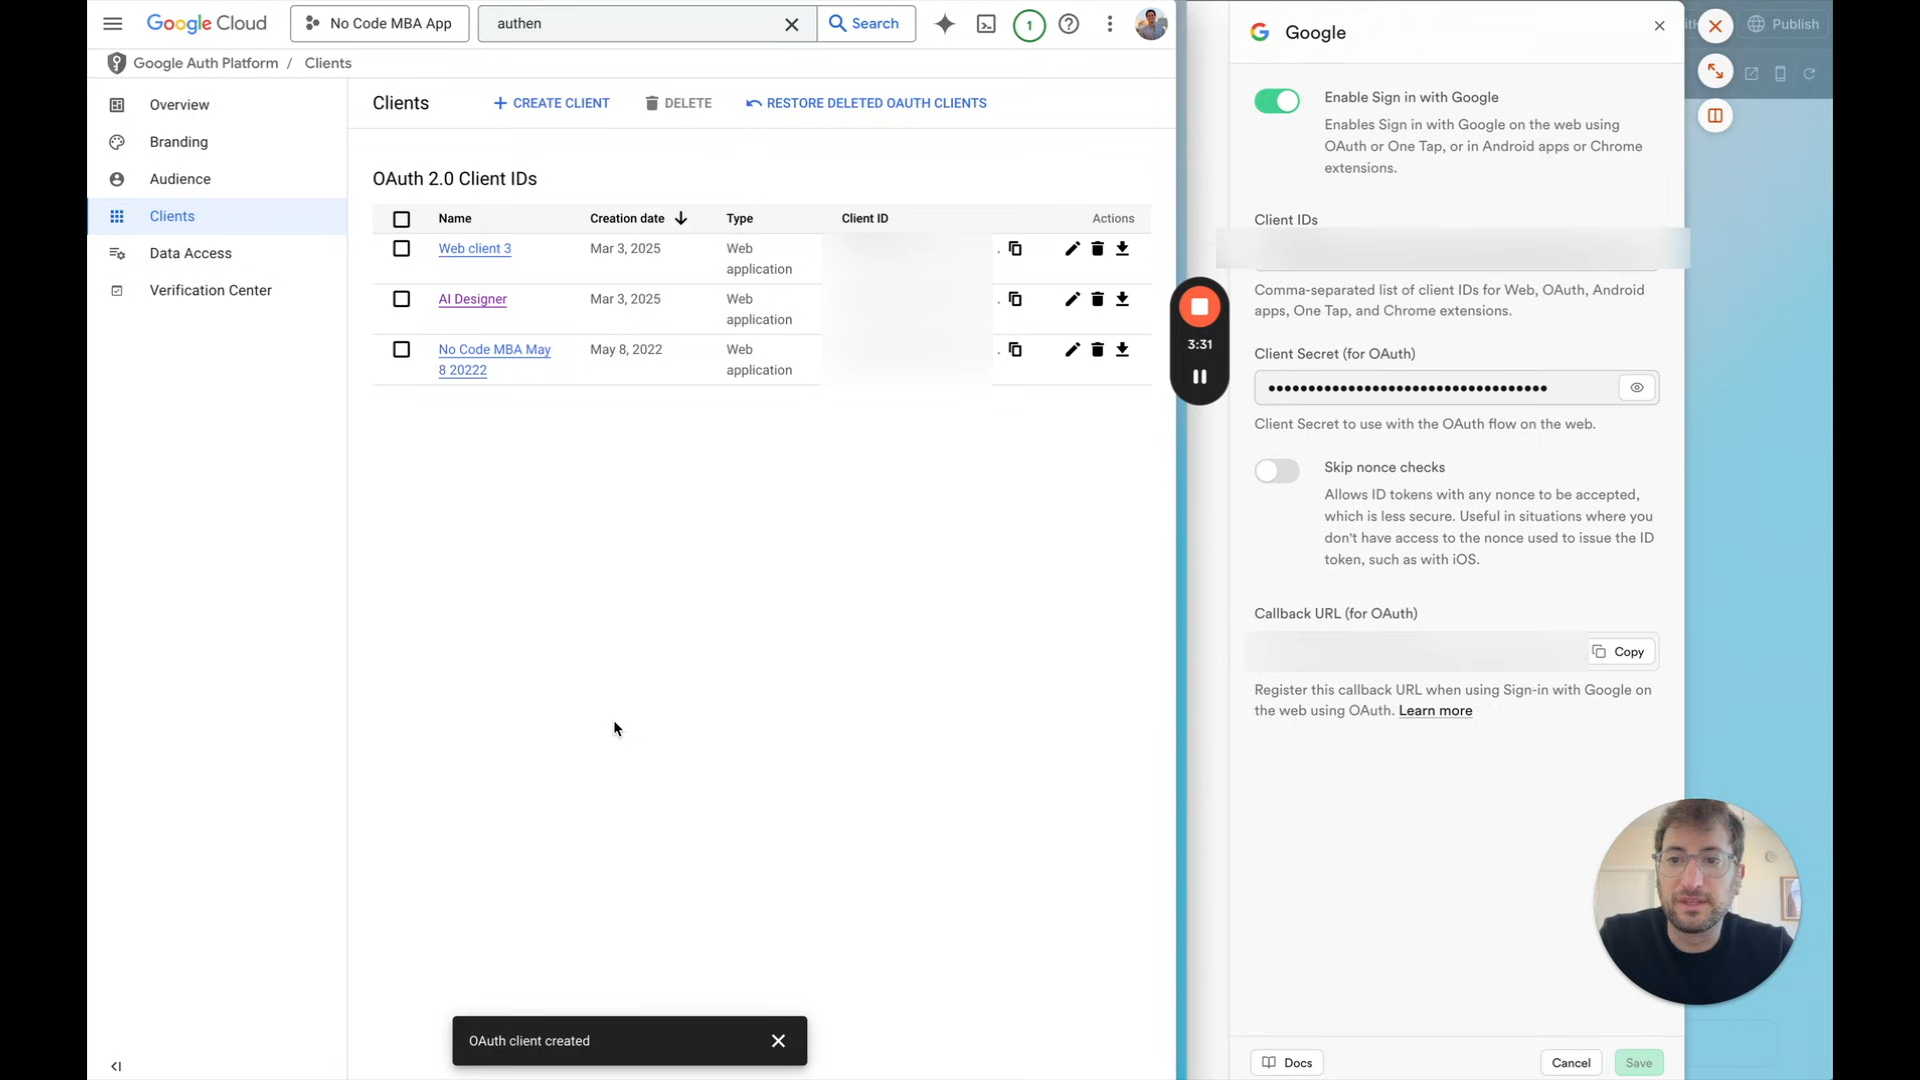 Google Cloud
No Code MBA App
authen
Search
1
Google Auth Platform / Clients
Overview
Branding
Audience
Clients
Data Access
Verification Center
Clients
CREATE CLIENT
DELETE
RESTORE DELETED OAUTH CLIENTS
OAuth 2.0 Client IDs
Name Creation date Type Client ID Actions
Web client 3 Mar 3, 2025 Web
application
AI Designer Mar 3, 2025 Web
application
No Code MBA May May 8, 2022 Web
8 20222 application
OAuth client created
3:31
Google
Enable Sign in with Google
Enables Sign in with Google on the web using
OAuth or One Tap, or in Android apps or Chrome
extensions.
Client IDs
Comma-separated list of client IDs for Web, OAuth, Android
apps, One Tap, and Chrome extensions.
Client Secret (for OAuth)
Client Secret to use with the OAuth flow on the web.
Skip nonce checks
Allows ID tokens with any nonce to be accepted,
which is less secure. Useful in situations where you
don't have access to the nonce used to issue the ID
token, such as with iOS.
Callback URL (for OAuth)
Copy
Register this callback URL when using Sign-in with Google on
the web using OAuth. Learn more
Docs
Cancel
Save
Publish